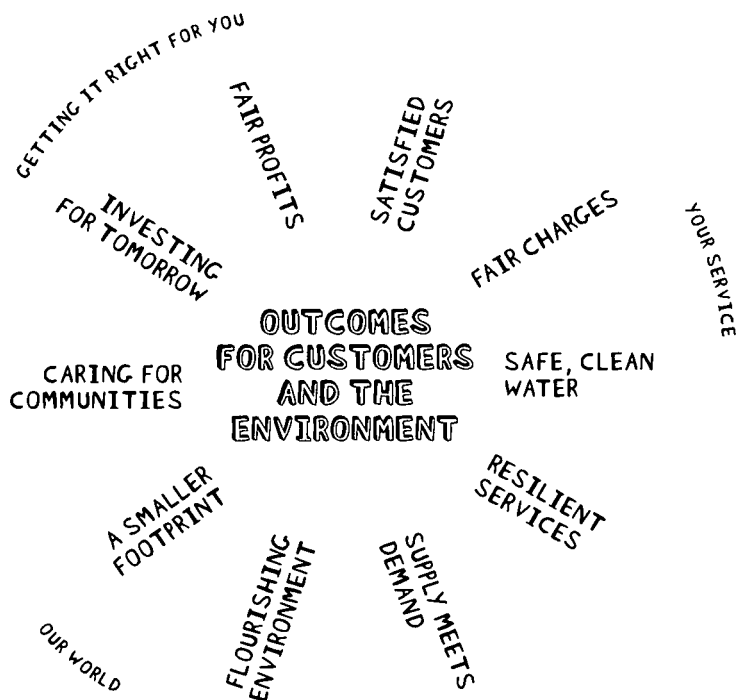 GETTING IT RIGHT FOR YOU
FAIR PROFITS
SATISFIED
CUSTOMERS
FAIR CHARGES
YOUR SERVICE
INVESTING
FOR TOMORROW
OUTCOMES
FOR CUSTOMERS
AND THE
ENVIRONMENT
SAFE, CLEAN
WATER
CARING FOR
COMMUNITIES
RESILIENT
SERVICES
A SMALLER
FOOTPRINT
FLOURISHING
ENVIRONMENT
SUPPLY MEETS
DEMAND
OUR WORLD